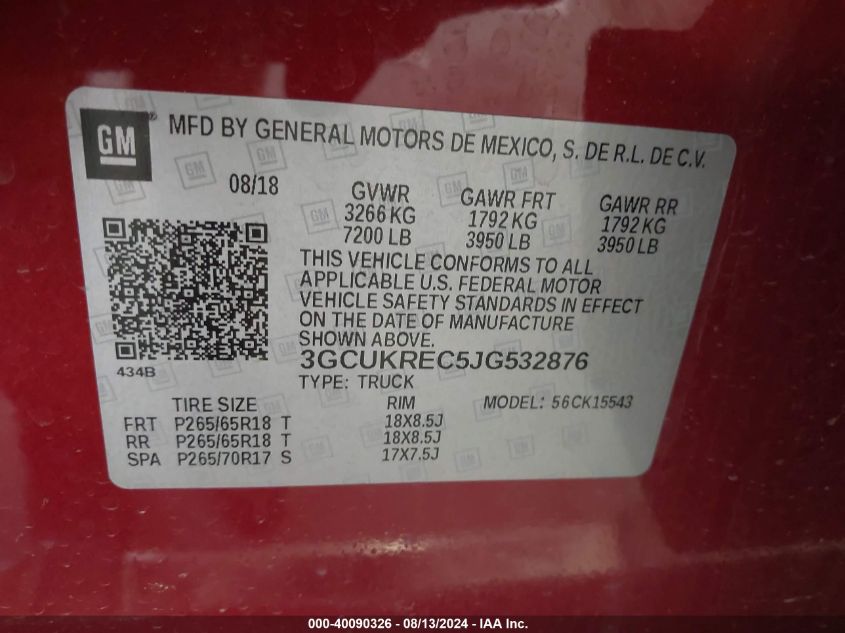 GM® MFD BY GENERAL MOTORS DE MEXICO, S. DE R.L. DE C.V.
08/18 GVWR GAWR FRT GAWR RR
3266 KG 1792 KG 1792 KG
7200 LB 3950 LB 3950 LB
THIS VEHICLE CONFORMS TO ALL
APPLICABLE U.S. FEDERAL MOTOR
VEHICLE SAFETY STANDARDS IN EFFECT
ON THE DATE OF MANUFACTURE
SHOWN ABOVE.
3GCUKREC5JG532876
434B TYPE: TRUCK
TIRE SIZE RIM MODEL: 56CK15543
FRT P265/65R18 T 18X8.5J
RR P265/65R18 T 18X8.5J
SPA P265/70R17 S 17X7.5J
000-40090326 - 08/13/2024 - IAA Inc.